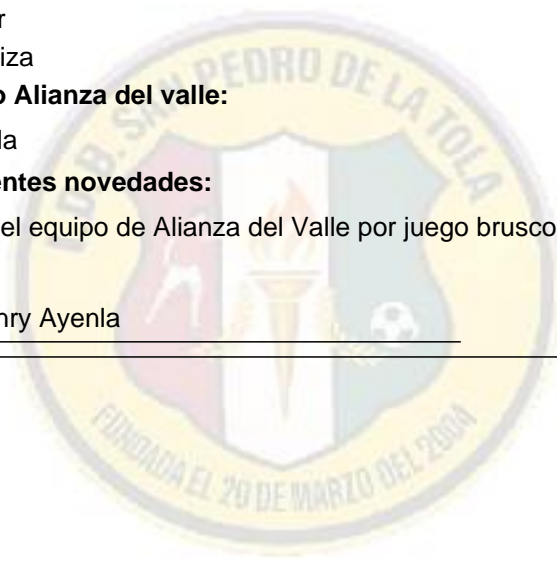 r
iza
o Alianza del valle:
la
entes novedades:
el equipo de Alianza del Valle por juego brusco
nry Ayenla
L.D.B. SAN PEDRO DE LA TOLA
FUNDADA EL 20 DE MARZO DEL 2004